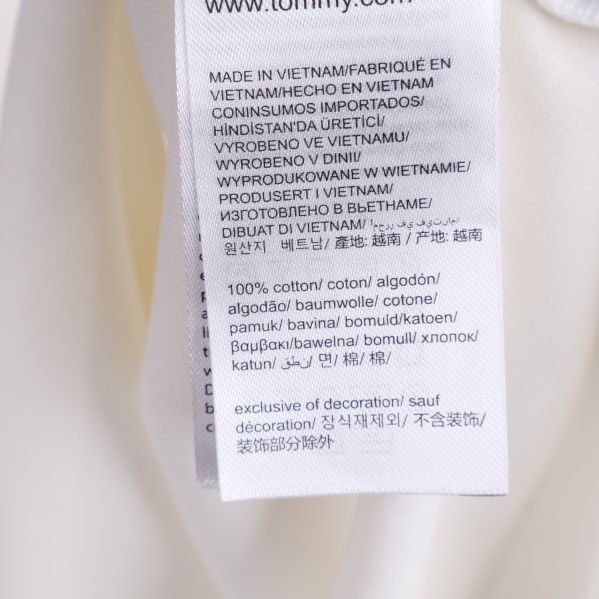 www.tommy.com
MADE IN VIETNAM/FABRIQUÉ EN
VIETNAM/HECHO EN VIETNAM
CONINSUMOS IMPORTADOS/
HİNDİSTAN'DA ÜRETİCİ/
VYROBENO VE VIETNAMU/
WYROBENO V DINII/
WYPRODUKOWANE W WIETNAMIE/
PRODUSERT I VIETNAM/
ИЗГОТОВЛЕНО В ВЬЕТНАМЕ/
DIBUAT DI VIETNAM/
원산지 베트남/ 產地: 越南 / 产地: 越南
100% cotton/ coton/ algodón/
algodão/ baumwolle/ cotone/
pamuk/ bavina/ bomuld/katoen/
βαμβακι/bawelna/ bomull/ хлопок/
katun/ قطن/ 면/ 棉/ 棉/
exclusive of decoration/ sauf
décoration/ 장식재제외/ 不含装饰/
装饰部分除外